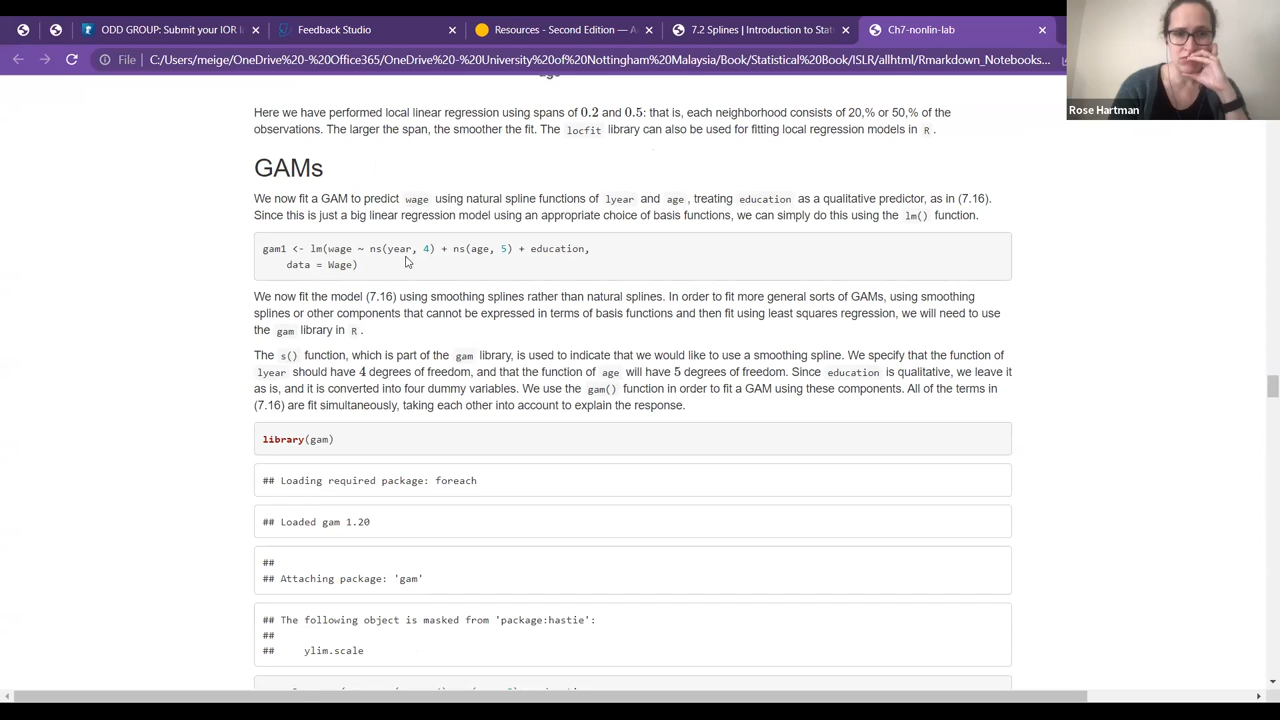 ODD GROUP: Submit your IOR l
Feedback Studio
Resources - Second Edition — A
7.2 Splines | Introduction to Stat
Ch7-nonlin-lab
File C:/Users/meige/OneDrive%20-%20Office365/OneDrive%20-%20University%20of%20Nottingham%20Malaysia/Book/Statistical%20Book/ISLR/allhtml/Rmarkdown_Notebooks...
Rose Hartman
Here we have performed local linear regression using spans of 0.2 and 0.5: that is, each neighborhood consists of 20,% or 50,% of the
observations. The larger the span, the smoother the fit. The locfit library can also be used for fitting local regression models in R .
GAMs
We now fit a GAM to predict wage using natural spline functions of lyear and age , treating education as a qualitative predictor, as in (7.16).
Since this is just a big linear regression model using an appropriate choice of basis functions, we can simply do this using the lm() function.
gam1 <- lm(wage ~ ns(year, 4) + ns(age, 5) + education,
data = Wage)
We now fit the model (7.16) using smoothing splines rather than natural splines. In order to fit more general sorts of GAMs, using smoothing
splines or other components that cannot be expressed in terms of basis functions and then fit using least squares regression, we will need to use
the gam library in R .
The s() function, which is part of the gam library, is used to indicate that we would like to use a smoothing spline. We specify that the function of
lyear should have 4 degrees of freedom, and that the function of age will have 5 degrees of freedom. Since education is qualitative, we leave it
as is, and it is converted into four dummy variables. We use the gam() function in order to fit a GAM using these components. All of the terms in
(7.16) are fit simultaneously, taking each other into account to explain the response.
library(gam)
## Loading required package: foreach
## Loaded gam 1.20
##
## Attaching package: 'gam'
## The following object is masked from 'package:hastie':
##
## ylim.scale